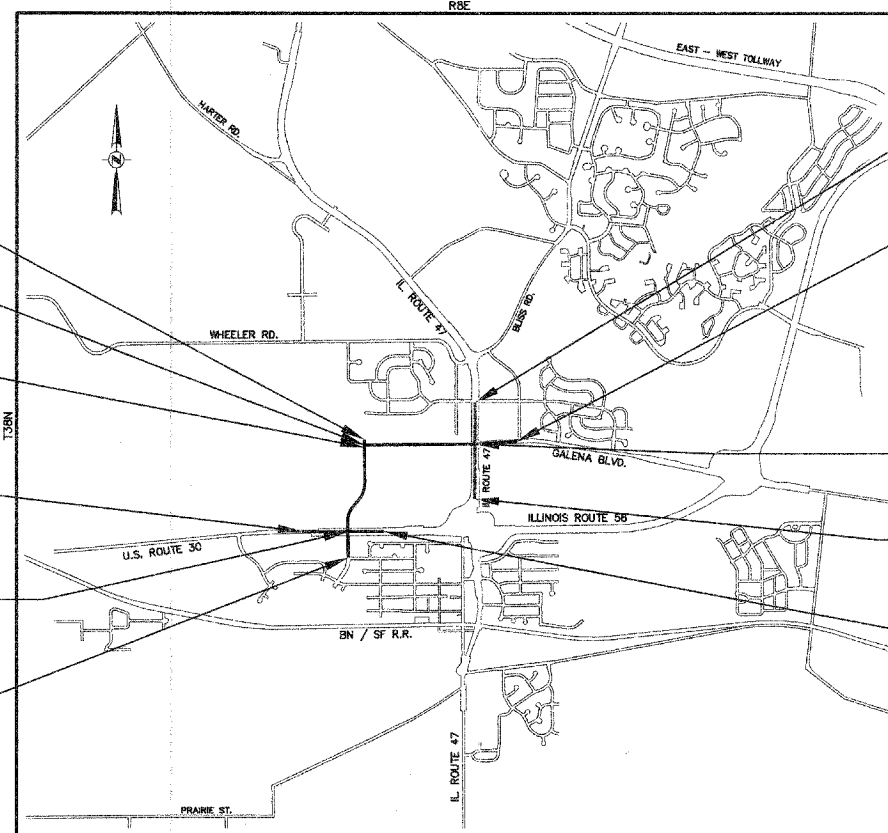 R8E
EAST - WEST TOLLWAY
HARTER RD.
IL ROUTE 47
BLISS RD.
WHEELER RD.
T38N
GALENA BLVD.
IL ROUTE 47
ILLINOIS ROUTE 56
U.S. ROUTE 30
BN / SF R.R.
IL ROUTE 47
PRAIRIE ST.